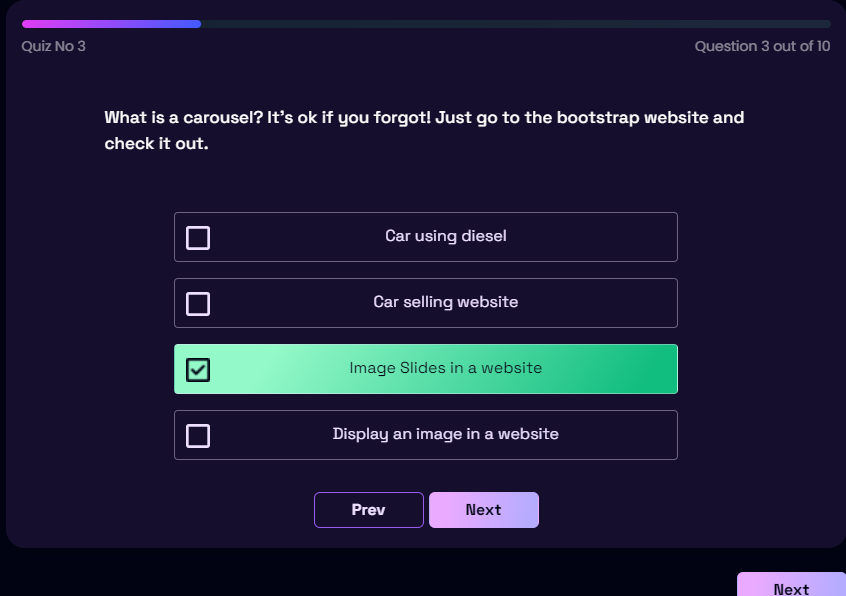 Quiz No 3
Question 3 out of 10
What is a carousel? It's ok if you forgot! Just go to the bootstrap website and
check it out.
Car using diesel
Car selling website
Image Slides in a website
Display an image in a website
Prev
Next
Next